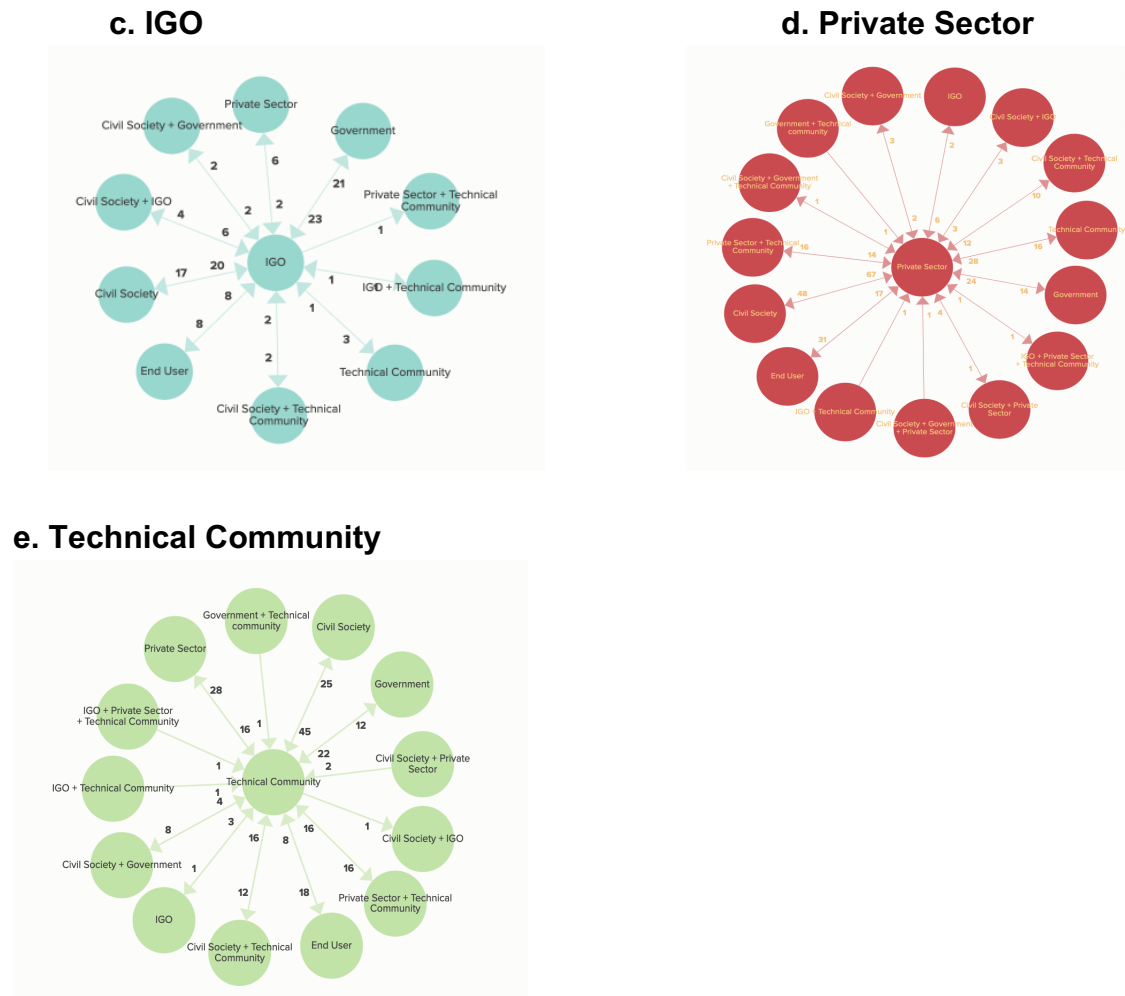 c. IGO
d. Private Sector
Private Sector
Civil Society + Government
Government
2
6
21
Private Sector + Technical
Community
Civil Society + IGO
4
2
2
23
1
6
IGO
17
20
1
1
IGO + Technical Community
Civil Society
8
1
8
2
3
2
End User
Technical Community
Civil Society + Technical
Community
Civil Society + Government
IGO
Civil Society + IGO
Government + Technical
community
3
2
3
Civil Society + Technical
Community
Civil Society + Government
+ Technical Community
10
1
2
6
3
Technical Community
1
12
16
Private Sector + Technical
Community
16
14
28
Private Sector
67
24
14
Government
48
17
1
Civil Society
1
1
4
1
31
IGO + Private Sector
+ Technical Community
End User
1
IGO + Technical Community
Civil Society + Private
Sector
Civil Society + Government
+ Private Sector
e. Technical Community
Government + Technical
community
Civil Society
Private Sector
28
25
Government
IGO + Private Sector
+ Technical Community
16
1
45
12
22
2
Civil Society + Private
Sector
1
Technical Community
IGO + Technical Community
1
4
8
3
16
8
16
1
Civil Society + IGO
Civil Society + Government
1
16
12
18
Private Sector + Technical
Community
IGO
Civil Society + Technical
Community
End User